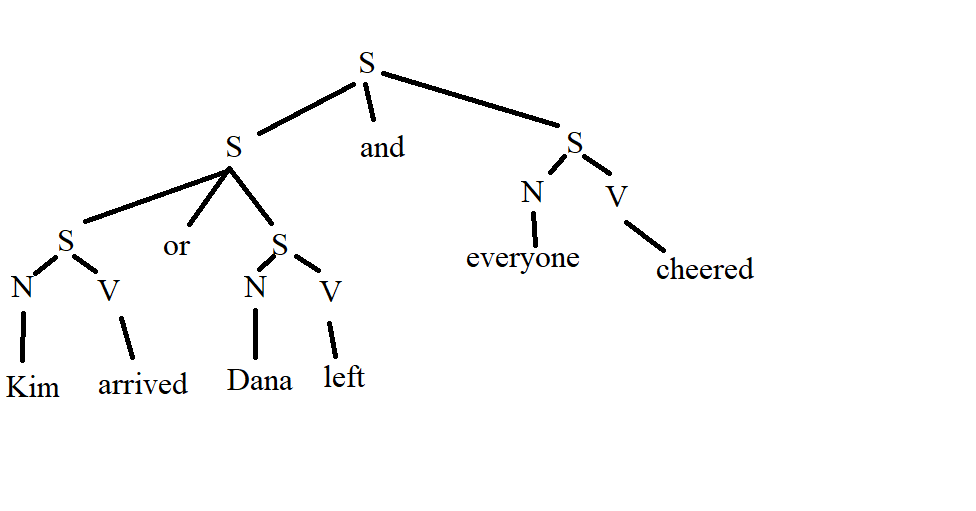 S
S and S
N V
S or S
everyone cheered
N V N V
Kim arrived Dana left